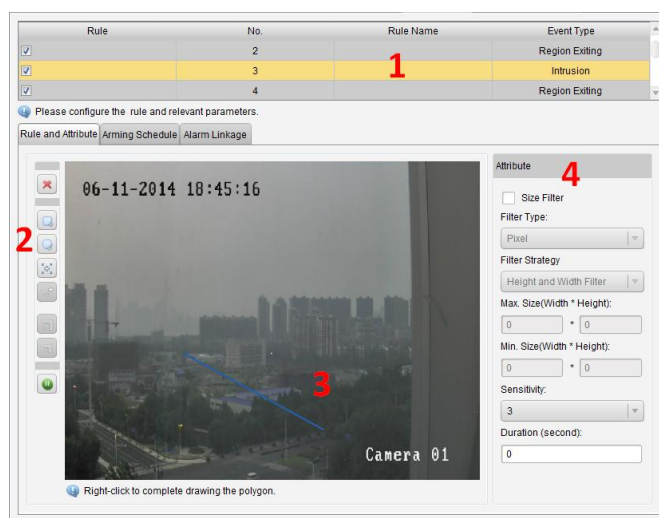 Rule No. Rule Name Event Type
2 Region Exiting
1
3 Intrusion
4 Region Exiting
Please configure the rule and relevant parameters.
Rule and Attribute Arming Schedule Alarm Linkage
06-11-2014 18:45:16
2
3
Camera 01
Right-click to complete drawing the polygon.
Attribute
4
Size Filter
Filter Type:
Pixel
Filter Strategy
Height and Width Filter
Max. Size(Width * Height):
0 * 0
Min. Size(Width * Height):
0 * 0
Sensitivity:
3
Duration (second):
0